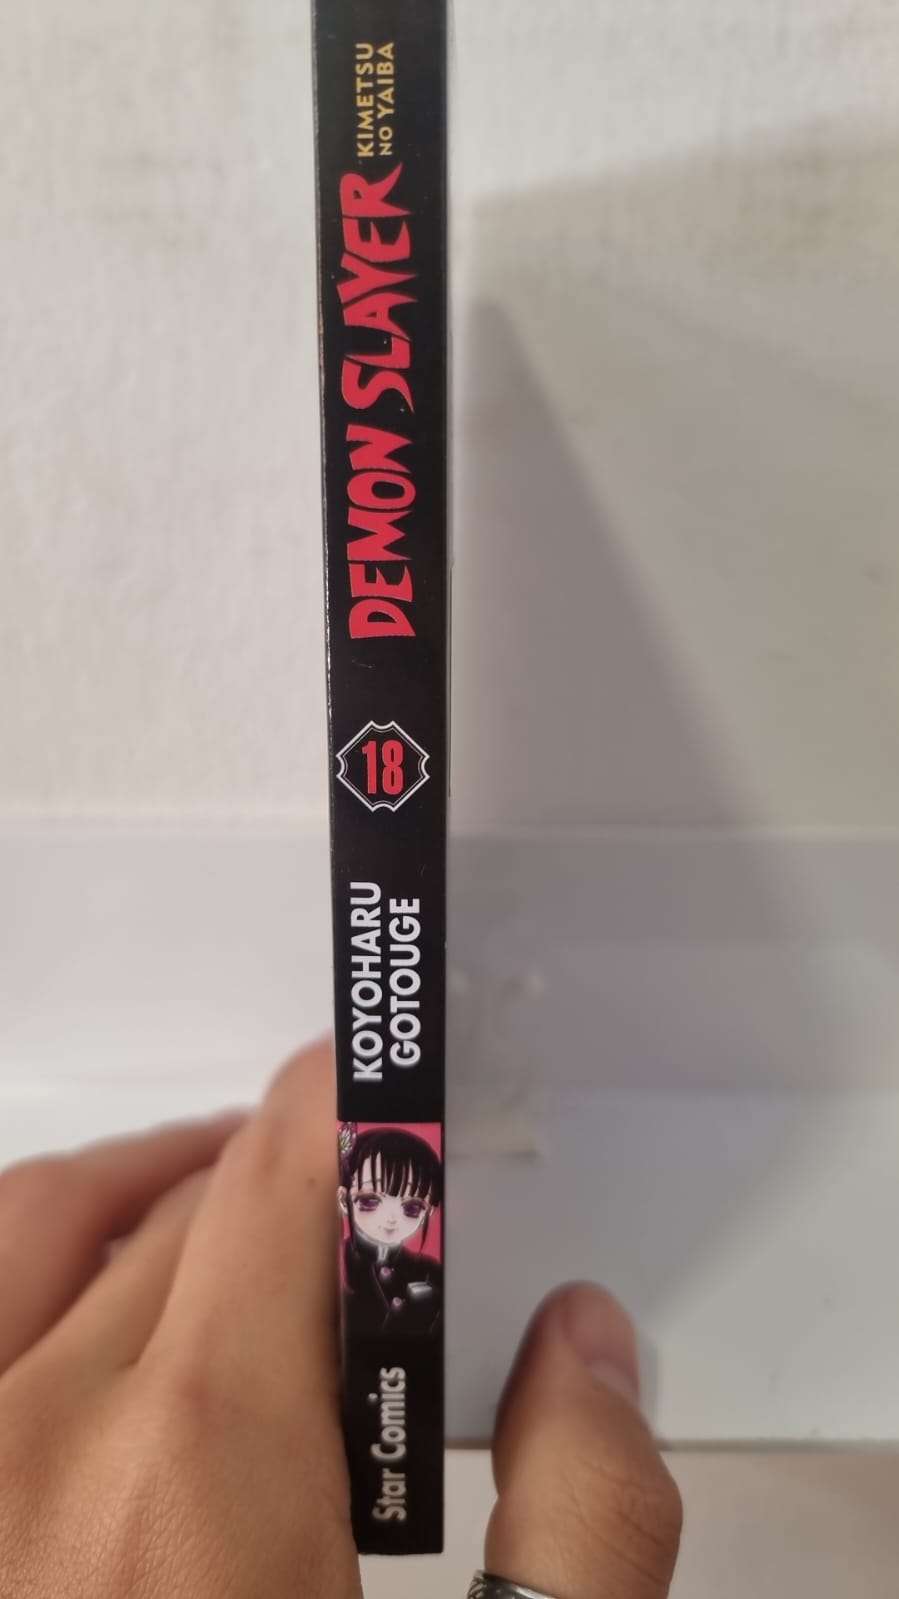 DEMON SLAYER
KIMETSU
NO YAIBA
18
KOYOHARU
GOTOUGE
Star Comics